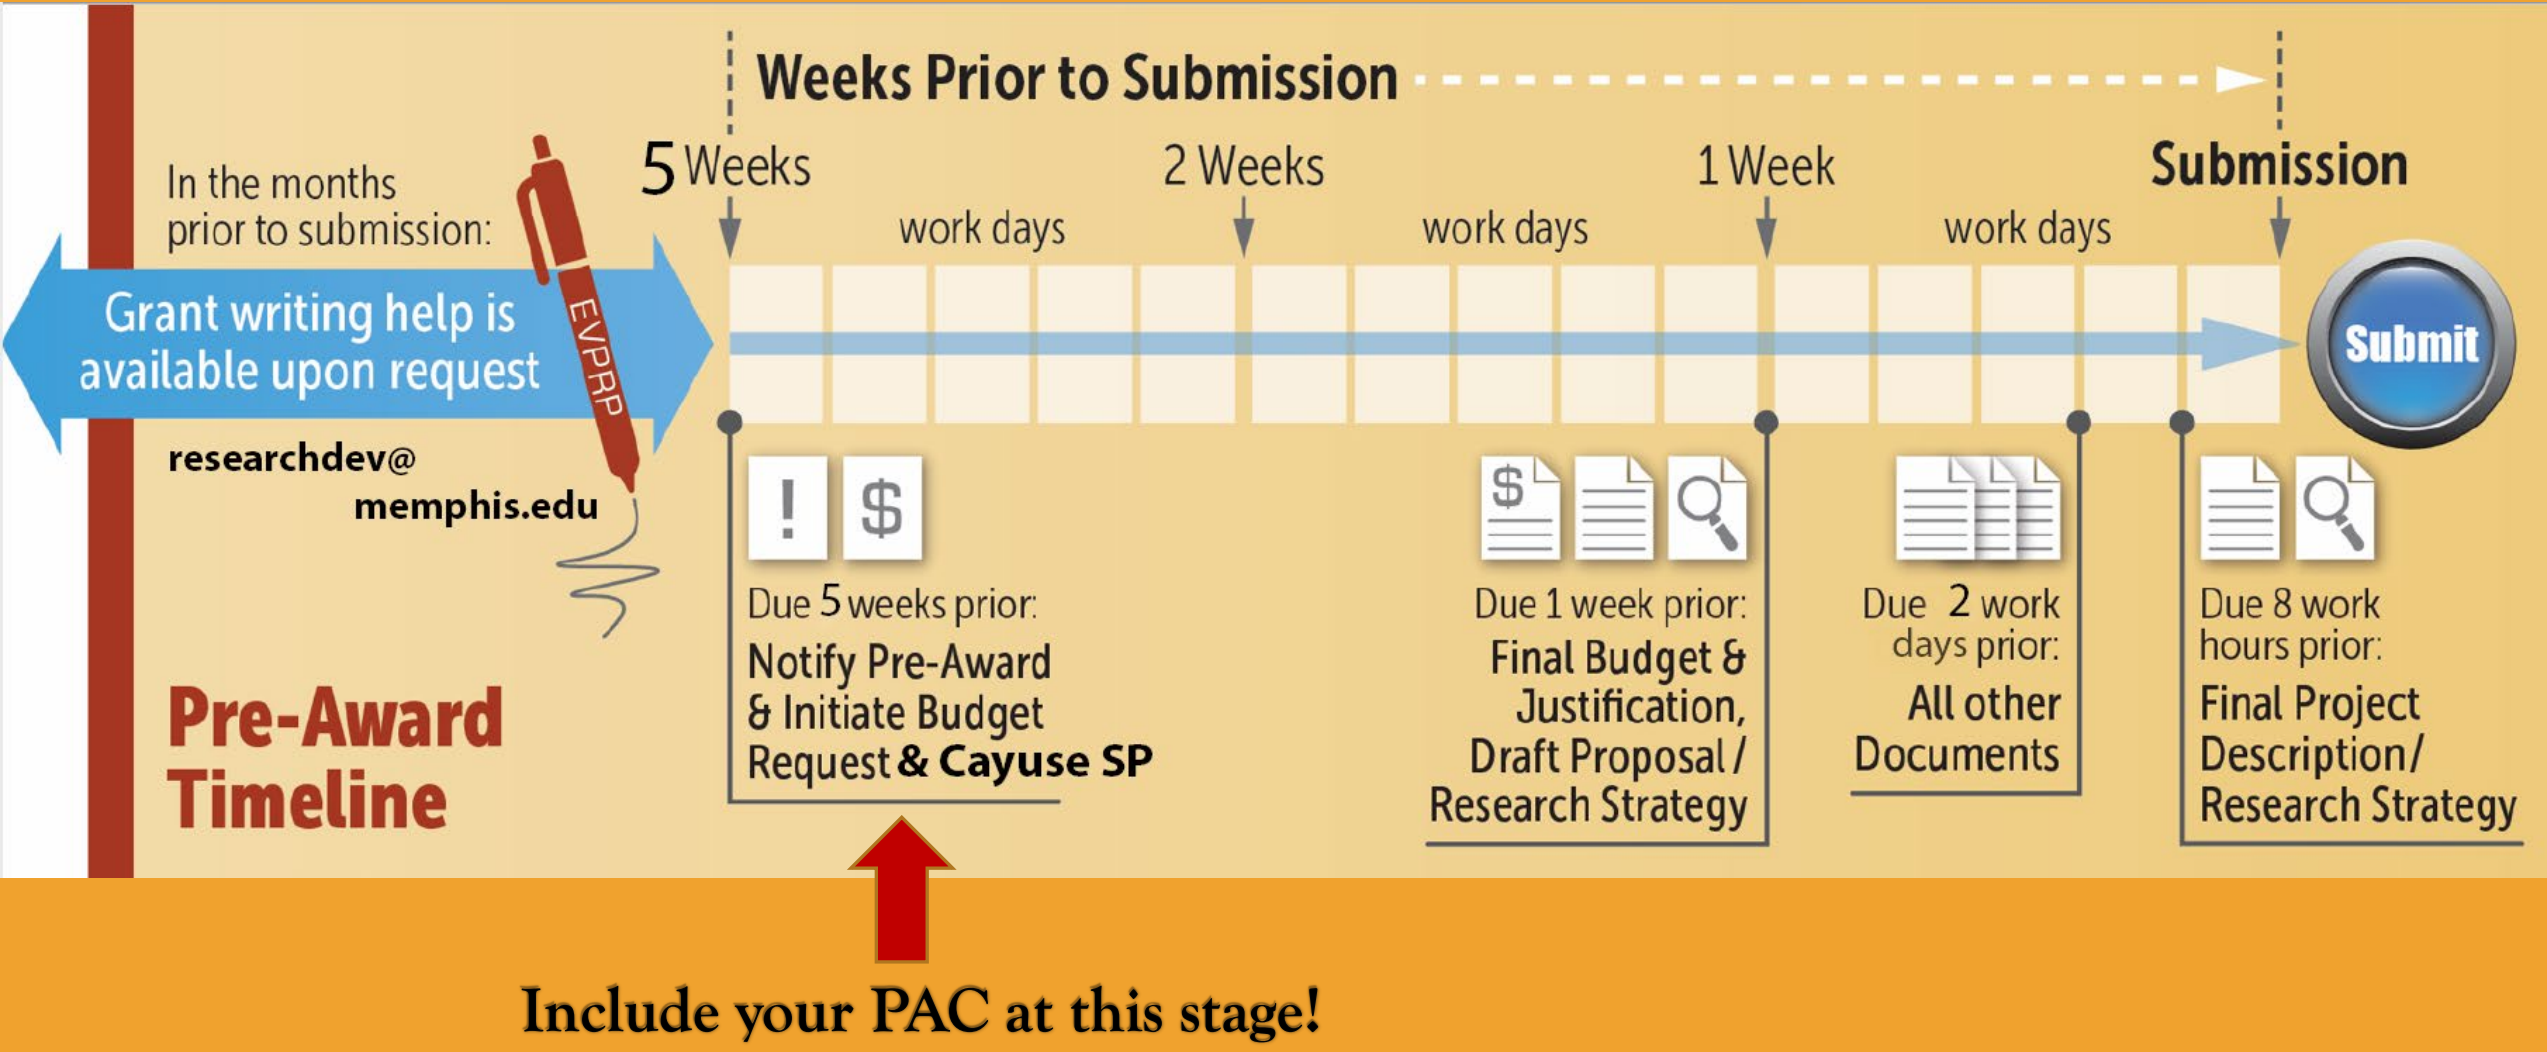 Weeks Prior to Submission
5 Weeks
2 Weeks
1 Week
Submission
work days
work days
work days
In the months
prior to submission:
Grant writing help is
available upon request
EVPRP
researchdev@
memphis.edu
Submit
Pre-Award
Timeline
!
$
Due 5 weeks prior:
Notify Pre-Award
& Initiate Budget
Request & Cayuse SP
$
Due 1 week prior:
Final Budget &
Justification,
Draft Proposal /
Research Strategy
Due 2 work
days prior:
All other
Documents
Due 8 work
hours prior:
Final Project
Description/
Research Strategy
Include your PAC at this stage!